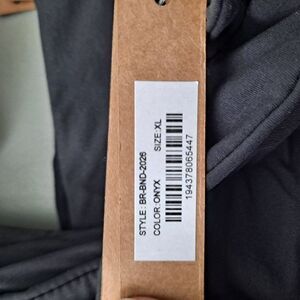 STYLE: BR-BND-2026
COLOR:ONYX SIZE:XL
194378065447